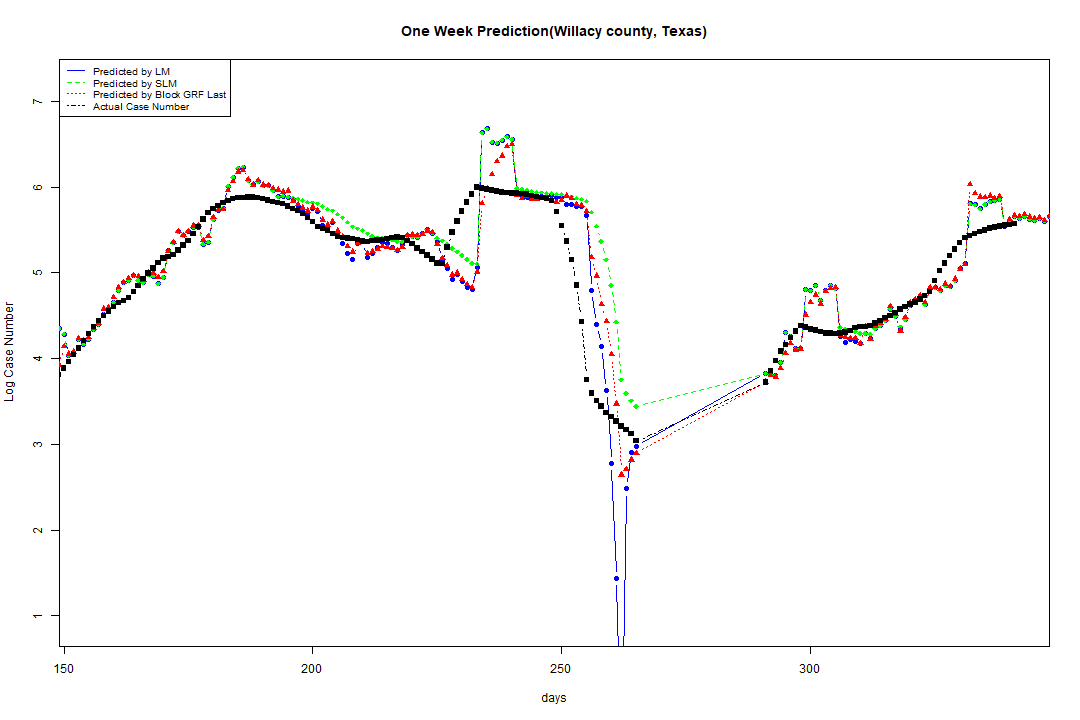 One Week Prediction(Willacy county, Texas)
Predicted by LM
Predicted by SLM
Predicted by Block GRF Last
Actual Case Number
Log Case Number
7
6
5
4
3
2
1
150 200 250 300
days